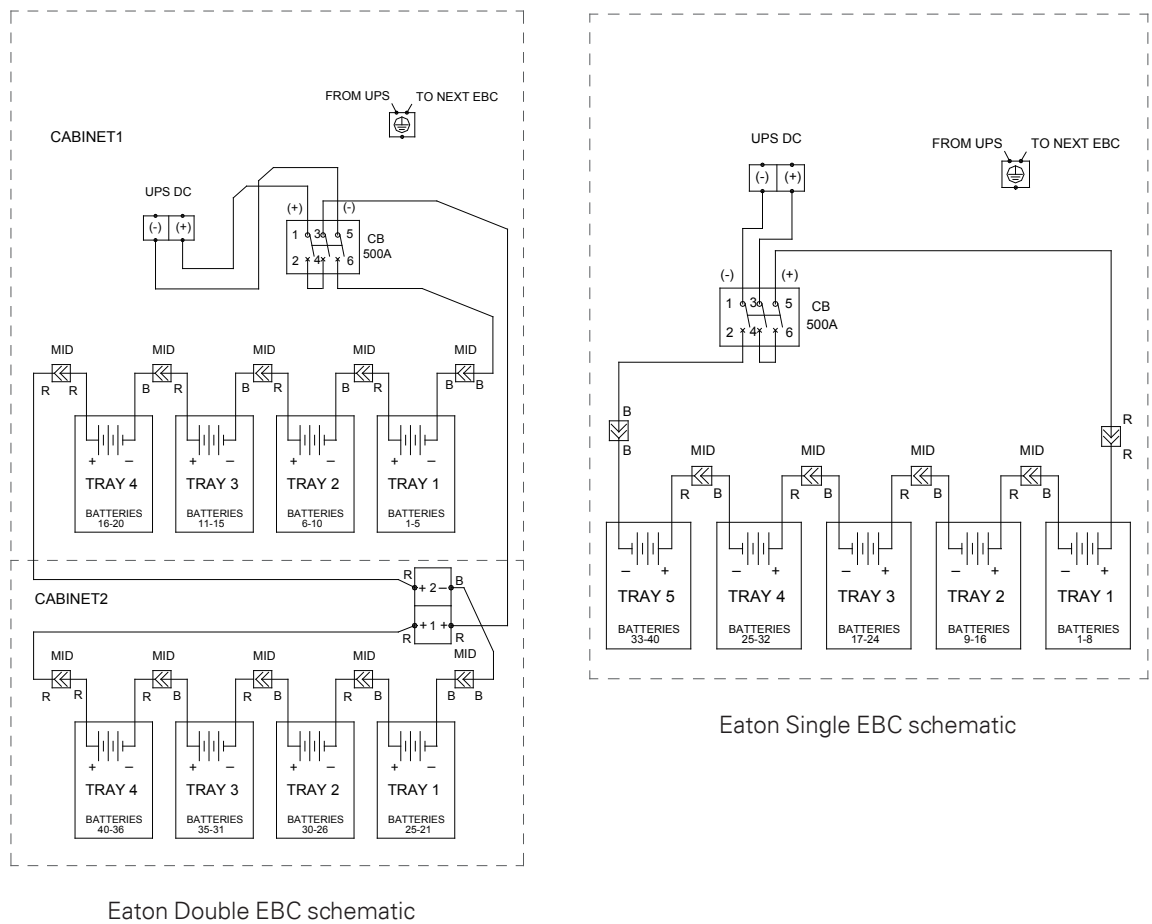 FROM UPS TO NEXT EBC
CABINET1
UPS DC
(-) (+)
(+) (-)
1 3 5
CB
500A
2 4 6
MID MID MID MID MID
R R B R B R B R B B
+ − + − + − + −
TRAY 4 TRAY 3 TRAY 2 TRAY 1
BATTERIES BATTERIES BATTERIES BATTERIES
16-20 11-15 6-10 1-5
R + 2 − B
CABINET2
+ 1 +
R R
MID MID MID MID MID
R R R B R B R B B B
+ − + − + − + −
TRAY 4 TRAY 3 TRAY 2 TRAY 1
BATTERIES BATTERIES BATTERIES BATTERIES
40-36 35-31 30-26 25-21
Eaton Double EBC schematic
UPS DC
(-) (+)
FROM UPS TO NEXT EBC
(-) (+)
1 3 5
CB
500A
2 4 6
B R
B R
MID MID MID MID
R B R B R B R B
− + − + − + − + − +
TRAY 5 TRAY 4 TRAY 3 TRAY 2 TRAY 1
BATTERIES BATTERIES BATTERIES BATTERIES BATTERIES
33-40 25-32 17-24 9-16 1-8
Eaton Single EBC schematic